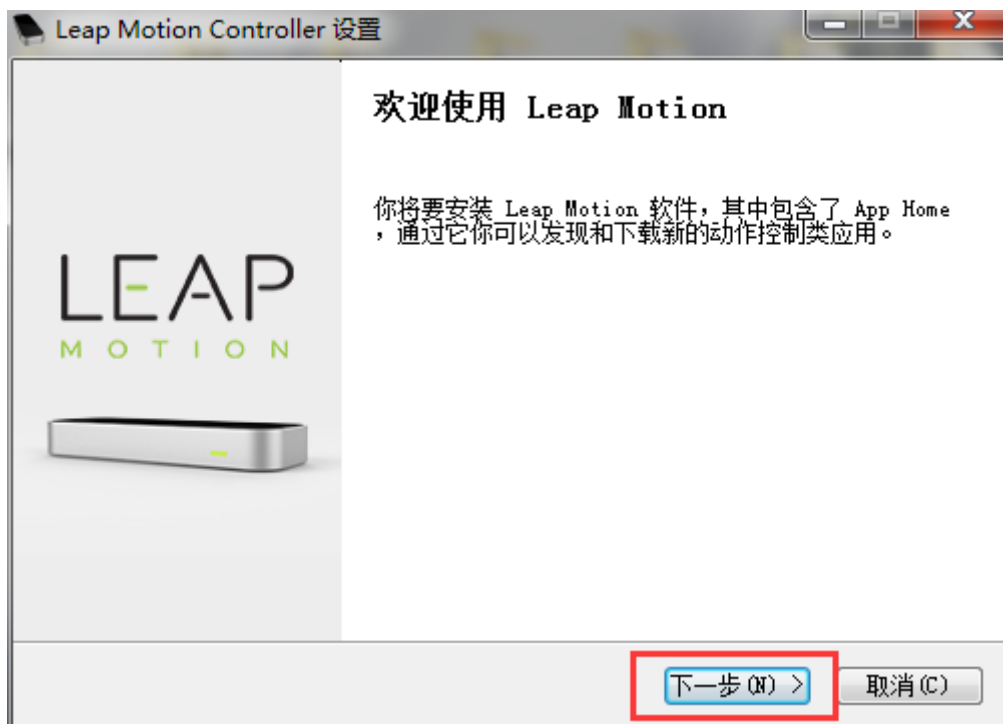 Leap Motion Controller 设置
欢迎使用 Leap Motion
你将要安装 Leap Motion 软件，其中包含了 App Home
，通过它你可以发现和下载新的动作控制类应用。
LEAP
MOTION
下一步(N) >
取消(C)